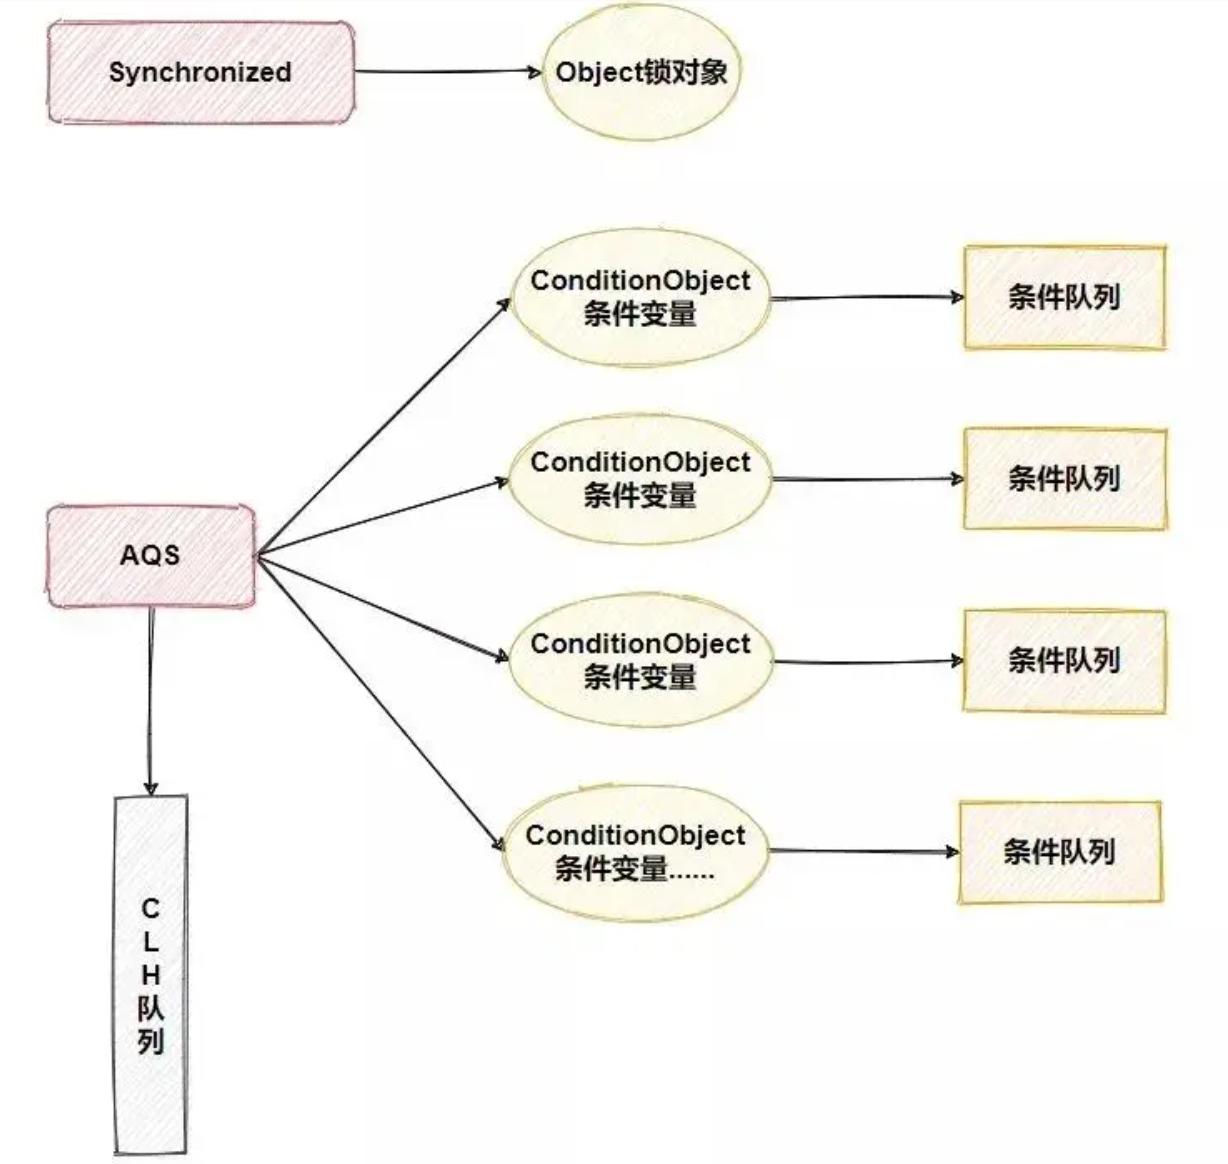 Synchronized
Object锁对象
ConditionObject
条件变量
条件队列
ConditionObject
条件变量
条件队列
AQS
ConditionObject
条件变量
条件队列
ConditionObject
条件变量......
条件队列
C
L
H
队
列